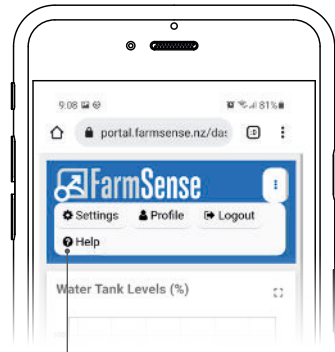 9:08 81%
portal.farmsense.nz/das :D
FarmSense
Settings Profile Logout
Help
Water Tank Levels (%)